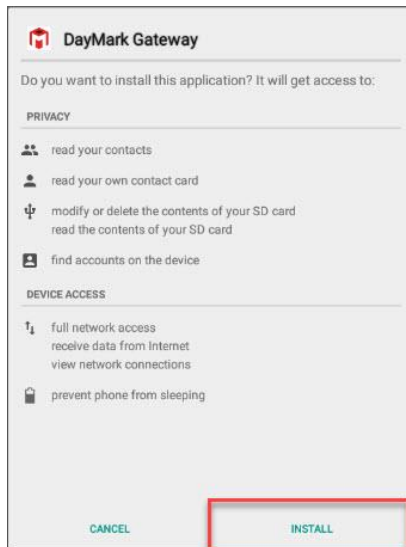 DayMark Gateway
Do you want to install this application? It will get access to:
PRIVACY
read your contacts
read your own contact card
modify or delete the contents of your SD card
read the contents of your SD card
find accounts on the device
DEVICE ACCESS
full network access
receive data from Internet
view network connections
prevent phone from sleeping
CANCEL
INSTALL